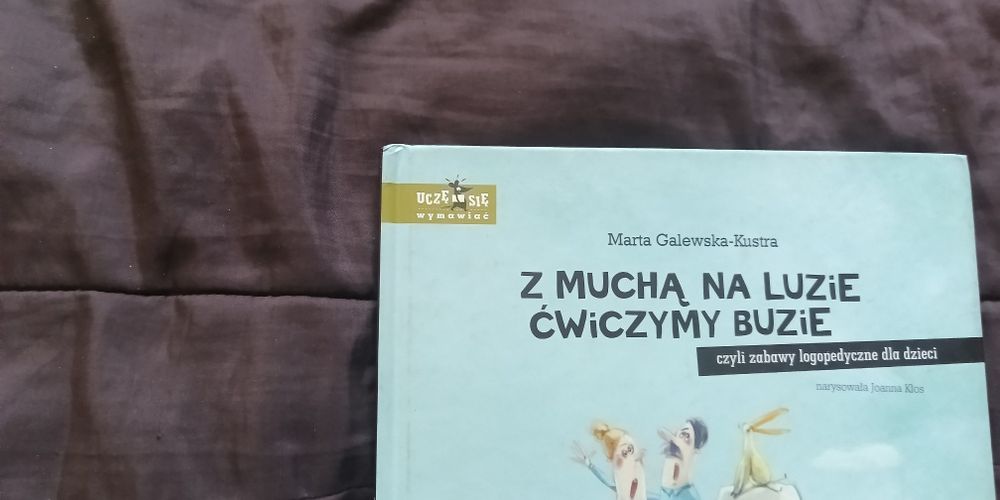 UCZĘ SIĘ
wymawiać
Marta Galewska-Kustra
Z MUCHĄ NA LUZiE
ĆWiCZYMY BUZiE
czyli zabawy logopedyczne dla dzieci
narysowała Joanna Kłos